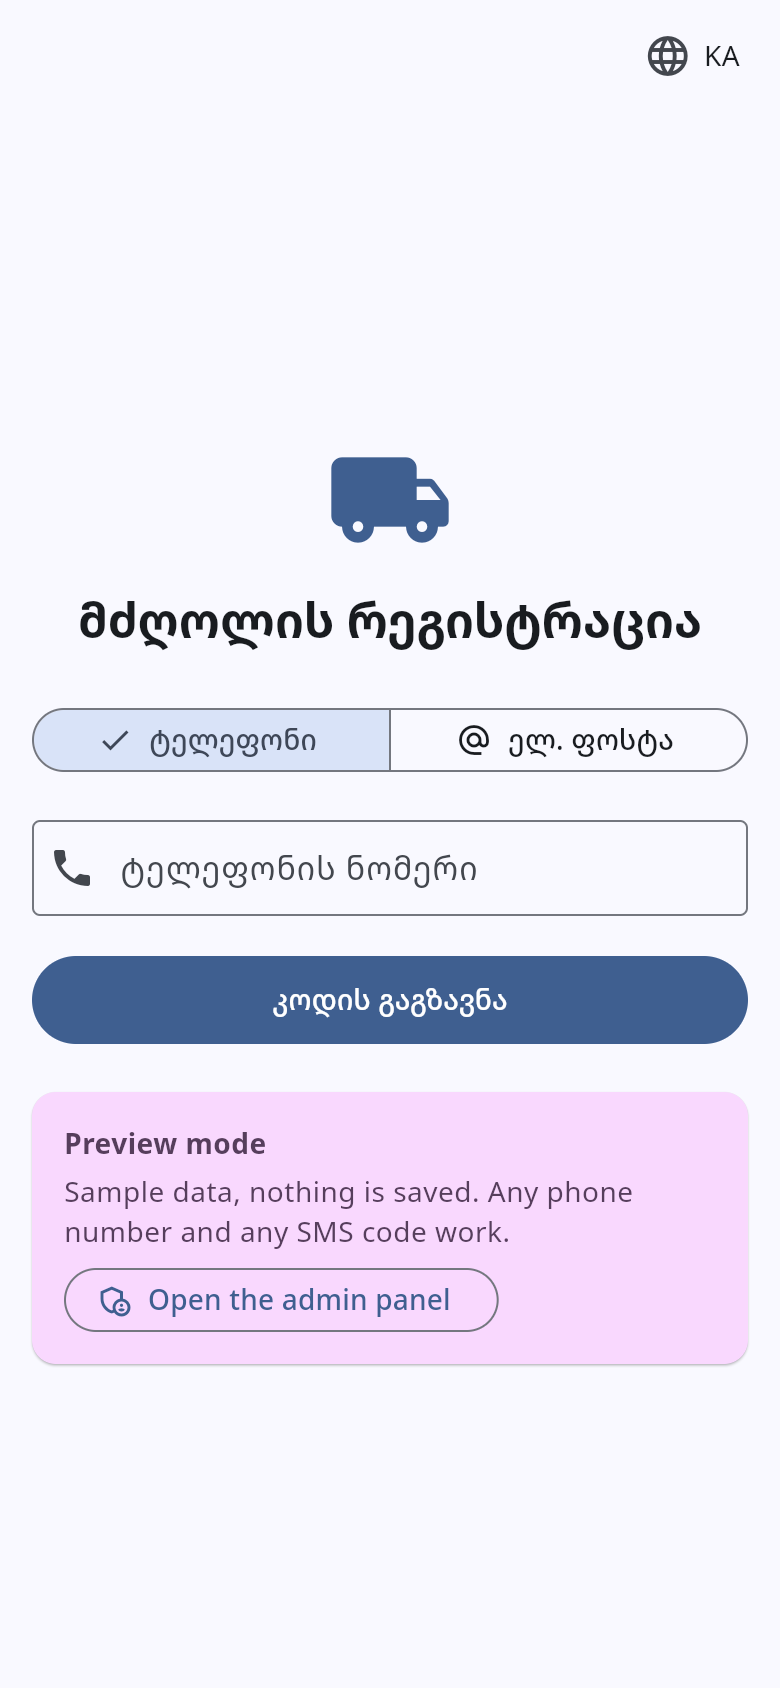 KA
მძღოლის რეგისტრაცია
ტელეფონი
ელ. ფოსტა
ტელეფონის ნომერი
კოდის გაგზავნა
Preview mode
Sample data, nothing is saved. Any phone
number and any SMS code work.
Open the admin panel